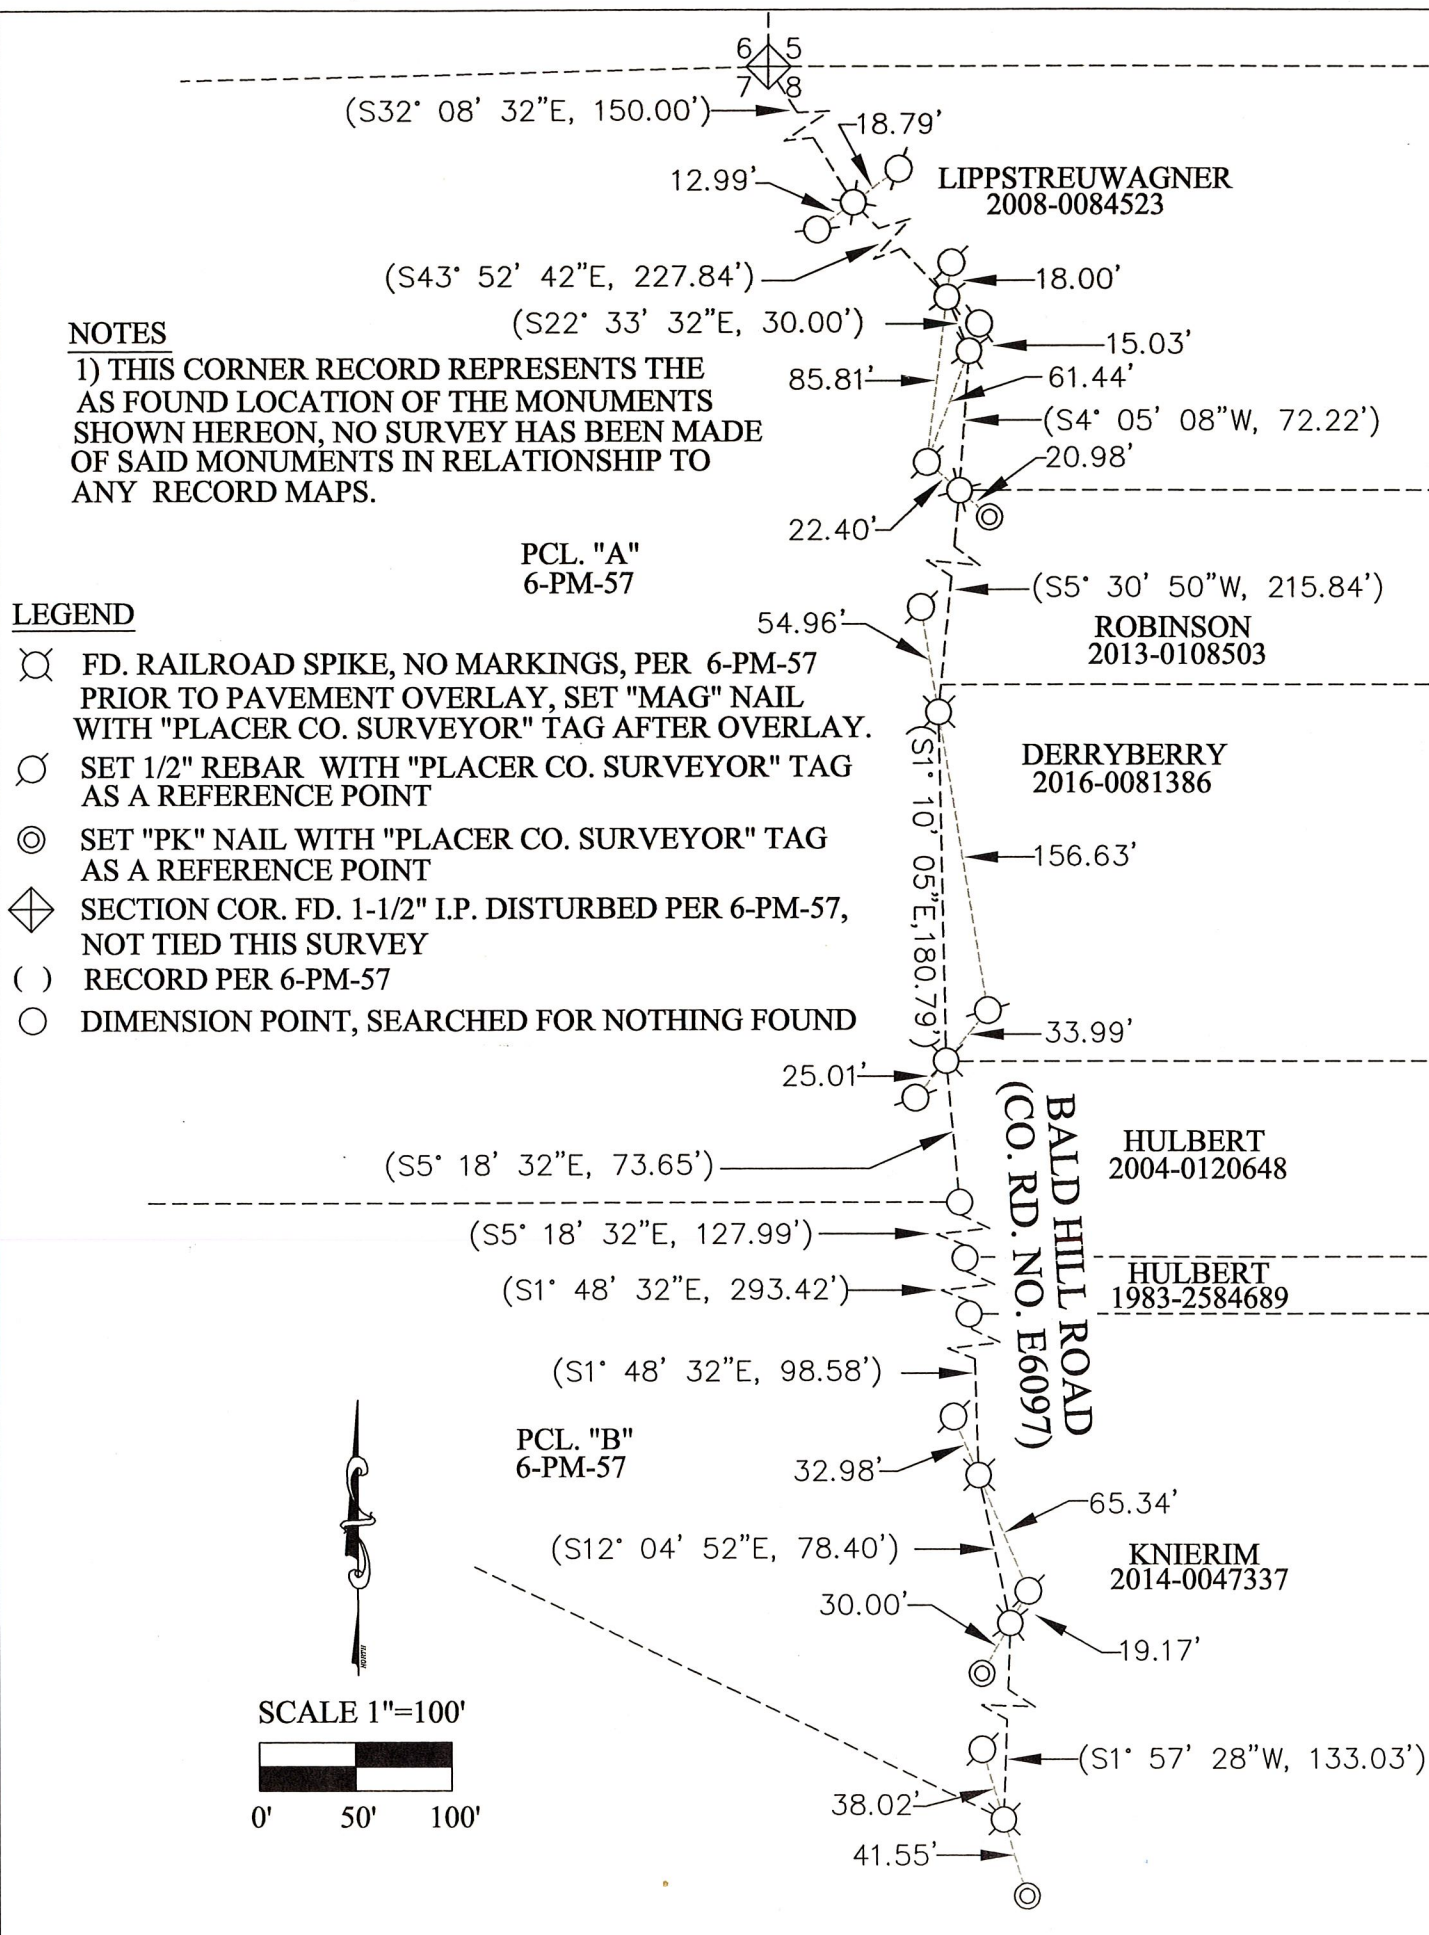 6 5
7 8
(S32° 08' 32"E, 150.00')
18.79'
12.99'
LIPPSTREUWAGNER
2008-0084523
(S43° 52' 42"E, 227.84')
18.00'
(S22° 33' 32"E, 30.00')
15.03'
NOTES
1) THIS CORNER RECORD REPRESENTS THE
AS FOUND LOCATION OF THE MONUMENTS
SHOWN HEREON, NO SURVEY HAS BEEN MADE
OF SAID MONUMENTS IN RELATIONSHIP TO
ANY RECORD MAPS.
85.81'
61.44'
(S4° 05' 08"W, 72.22')
20.98'
22.40'
PCL. "A"
6-PM-57
(S5° 30' 50"W, 215.84')
54.96'
ROBINSON
2013-0108503
LEGEND
FD. RAILROAD SPIKE, NO MARKINGS, PER 6-PM-57
PRIOR TO PAVEMENT OVERLAY, SET "MAG" NAIL
WITH "PLACER CO. SURVEYOR" TAG AFTER OVERLAY.
SET 1/2" REBAR WITH "PLACER CO. SURVEYOR" TAG
AS A REFERENCE POINT
SET "PK" NAIL WITH "PLACER CO. SURVEYOR" TAG
AS A REFERENCE POINT
SECTION COR. FD. 1-1/2" I.P. DISTURBED PER 6-PM-57,
NOT TIED THIS SURVEY
( ) RECORD PER 6-PM-57
DIMENSION POINT, SEARCHED FOR NOTHING FOUND
(S1° 10' 05"E,180.79')
DERRYBERRY
2016-0081386
156.63'
33.99'
25.01'
BALD HILL ROAD
(CO. RD. NO. E6097)
HULBERT
2004-0120648
(S5° 18' 32"E, 73.65')
(S5° 18' 32"E, 127.99')
HULBERT
1983-2584689
(S1° 48' 32"E, 293.42')
(S1° 48' 32"E, 98.58')
PCL. "B"
6-PM-57
32.98'
65.34'
(S12° 04' 52"E, 78.40')
KNIERIM
2014-0047337
30.00'
19.17'
NORTH
SCALE 1"=100'
0' 50' 100'
(S1° 57' 28"W, 133.03')
38.02'
41.55'